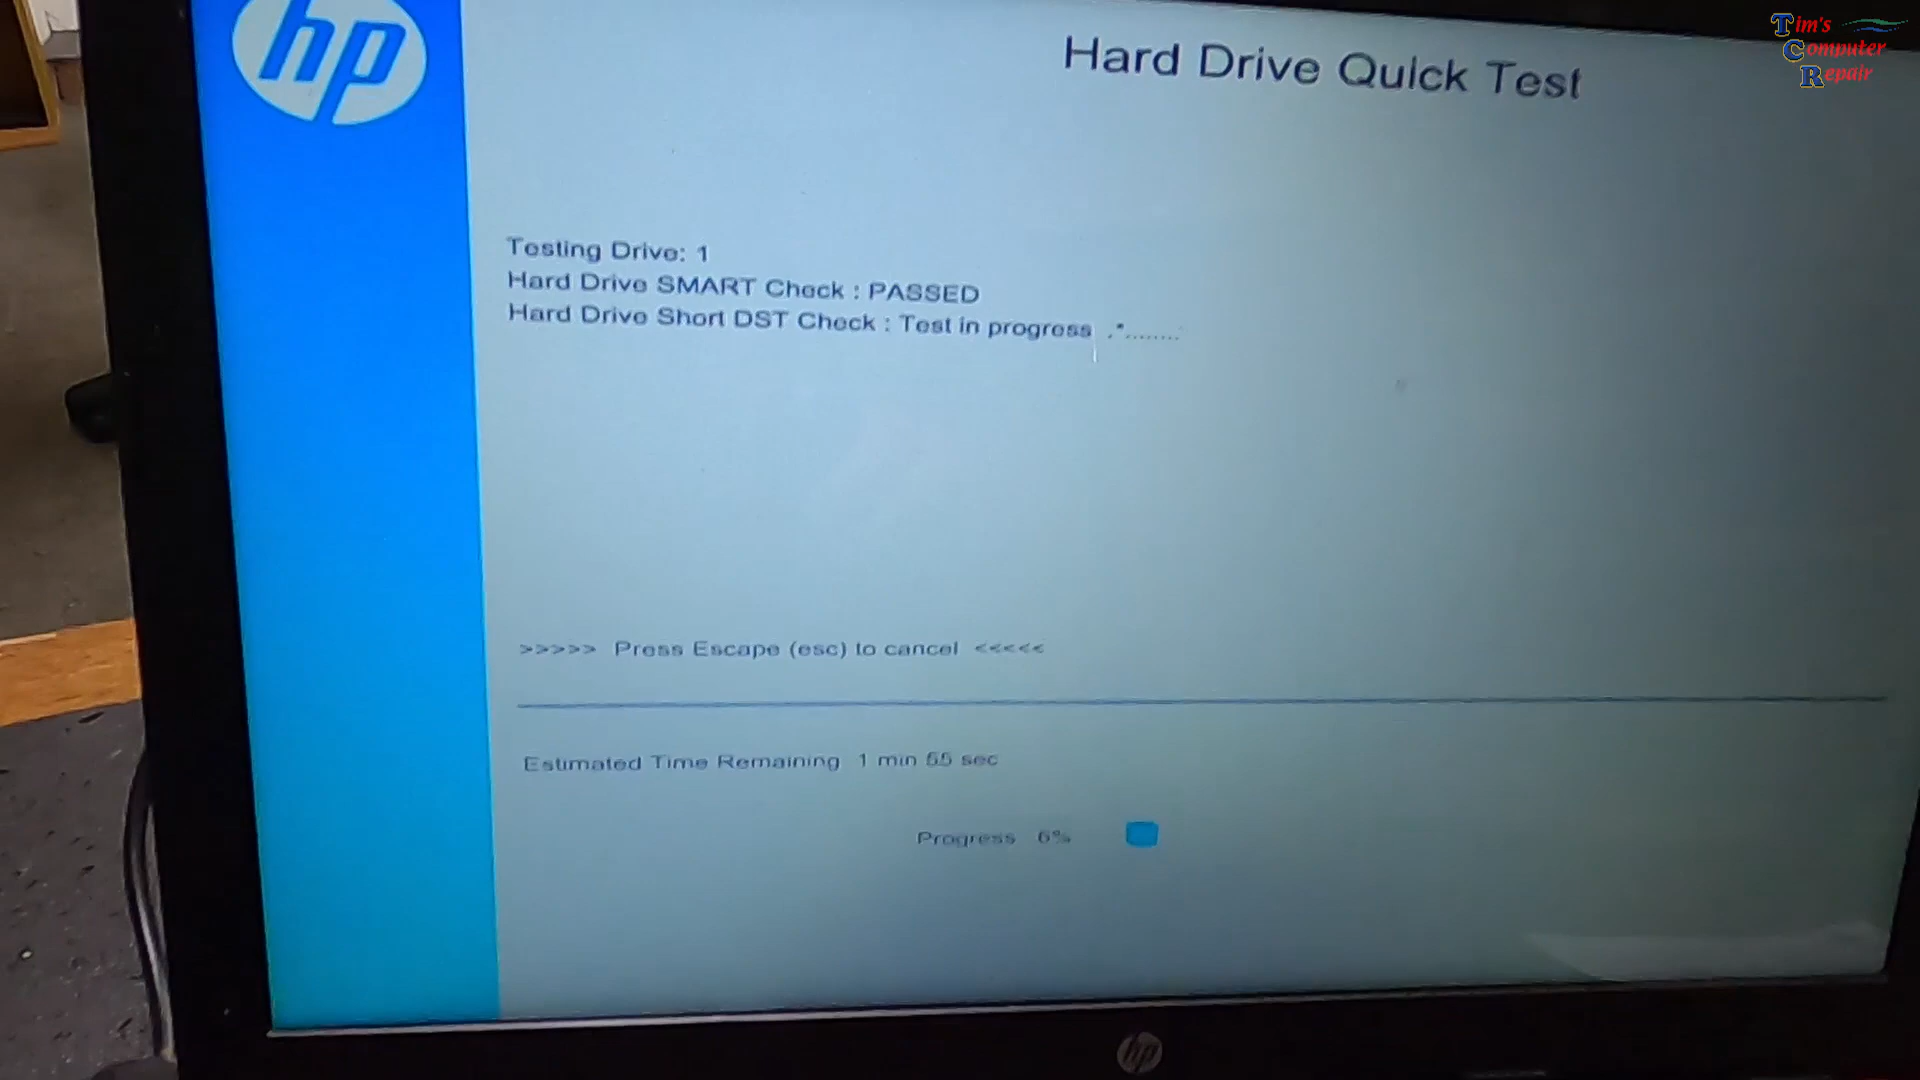 hp
Hard Drive Quick Test
Tim's
Computer
Repair
Testing Drive: 1
Hard Drive SMART Check : PASSED
Hard Drive Short DST Check : Test in progress .*........
>>>>> Press Escape (esc) to cancel <<<<<
Estimated Time Remaining 1 min 55 sec
Progress 6%
hp